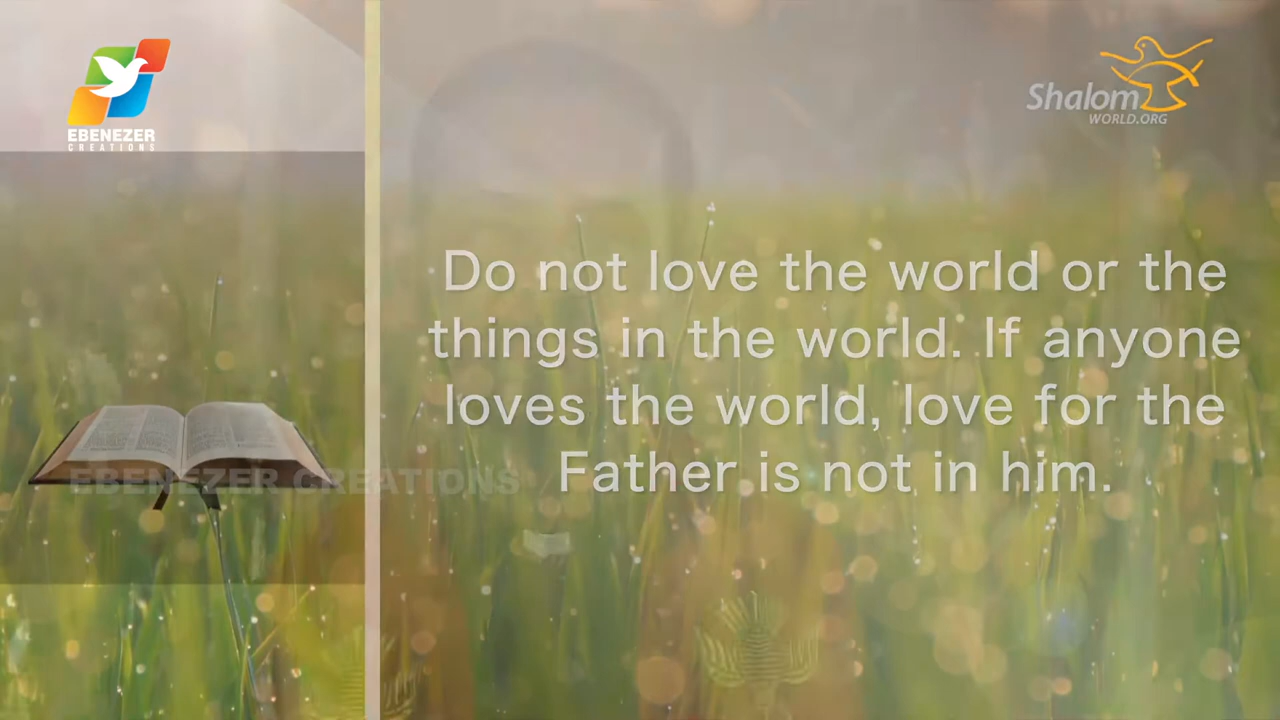 EBENEZER
CREATIONS
Shalom
WORLD.ORG
Do not love the world or the
things in the world. If anyone
loves the world, love for the
Father is not in him.
EBENEZER CREATIONS